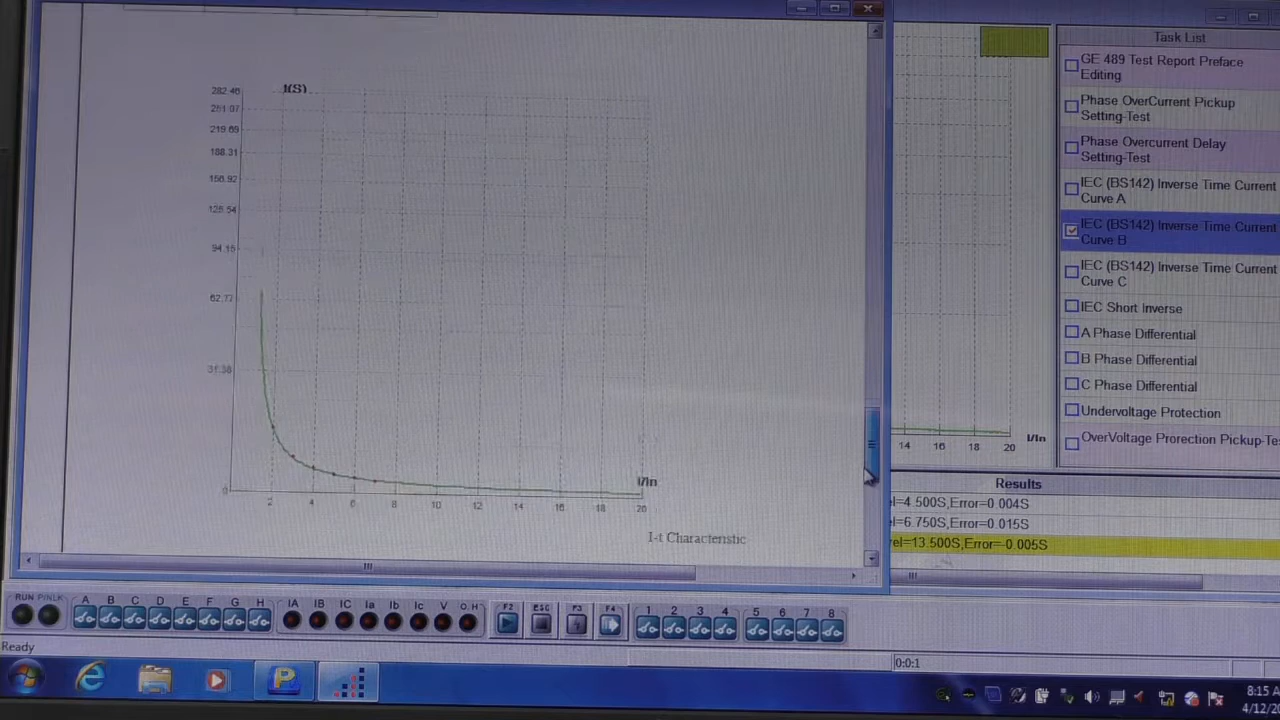 t(S)
282.46
251.07
219.69
188.31
156.92
125.54
94.15
62.77
31.38
0
I/In
2 4 6 8 10 12 14 16 18 20
I-t Characteristic
I/In
14 16 18 20
Task List
GE 489 Test Report Preface
Editing
Phase OverCurrent Pickup
Setting-Test
Phase Overcurrent Delay
Setting-Test
IEC (BS142) Inverse Time Current
Curve A
IEC (BS142) Inverse Time Current
Curve B
IEC (BS142) Inverse Time Current
Curve C
IEC Short Inverse
A Phase Differential
B Phase Differential
C Phase Differential
Undervoltage Protection
OverVoltage Prorection Pickup-Te
Results
el=4.500S,Error=0.004S
el=6.750S,Error=0.015S
el=13.500S,Error=-0.005S
RUN A B C D E F G H IA IB IC Ia Ib Ic V O.H F2 ESC F3 F4 1 2 3 4 5 6 7 8
Ready
0:0:1
8:15 A
4/12/20